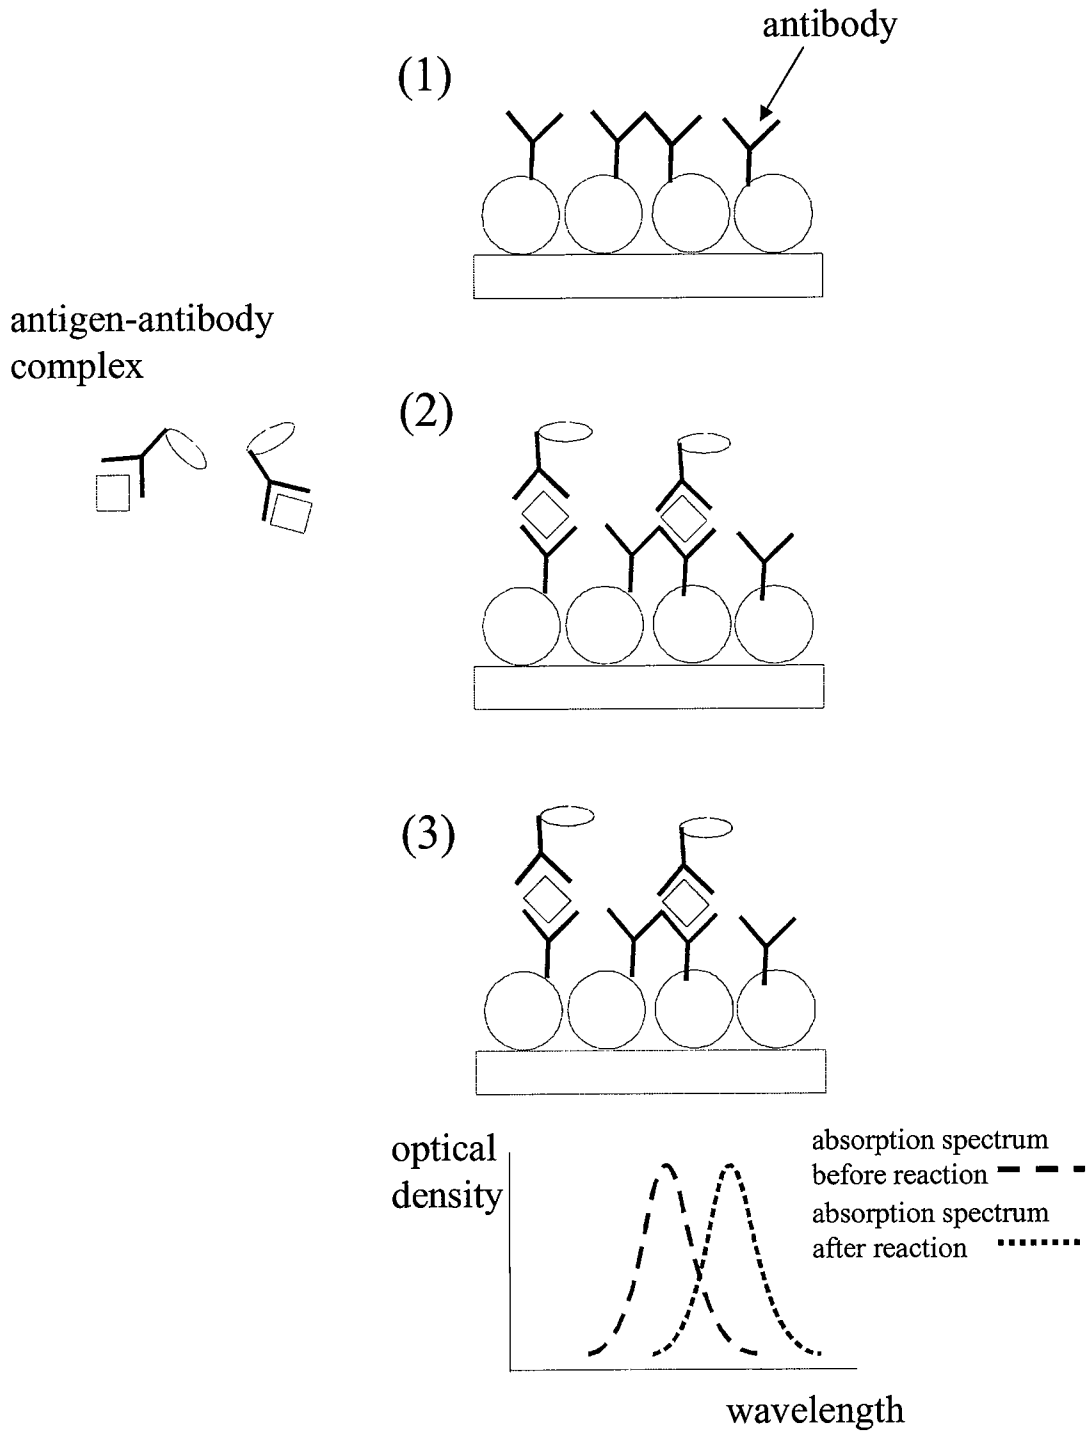 antibody
(1)
antigen-antibody
complex
(2)
(3)
optical
density
absorption spectrum
before reaction
absorption spectrum
after reaction
wavelength